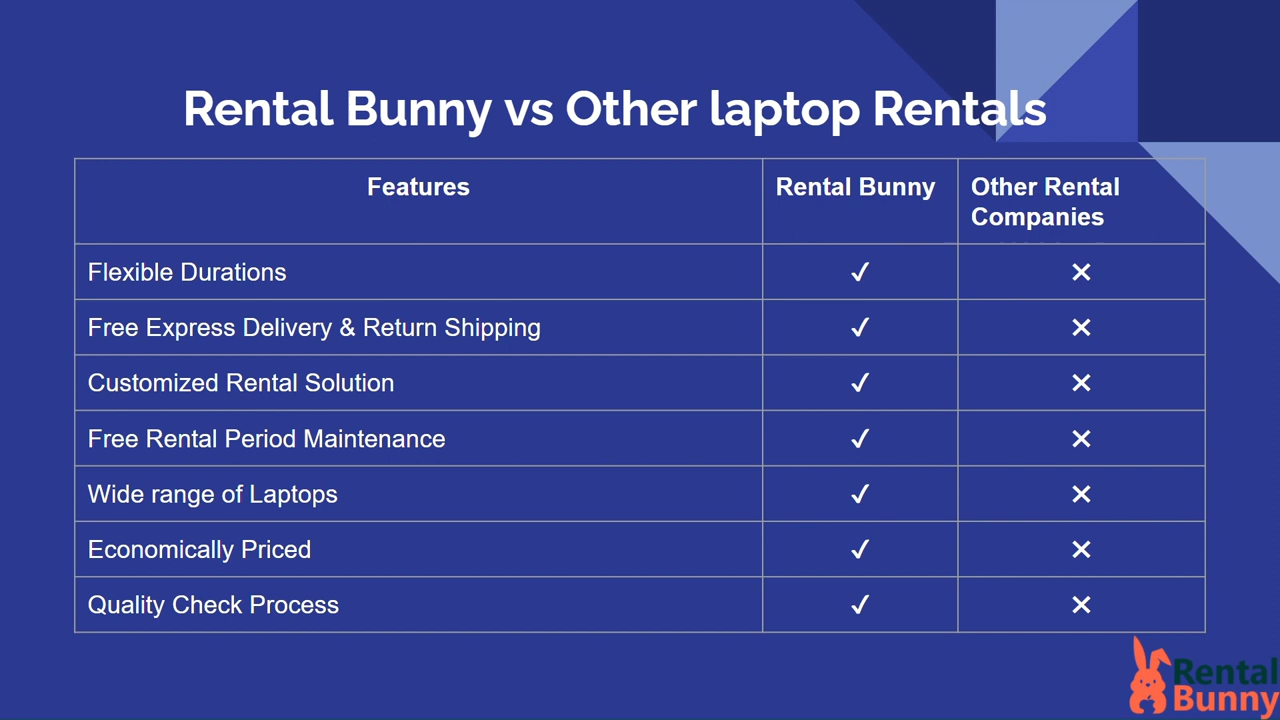 Rental Bunny vs Other laptop Rentals
Features Rental Bunny Other Rental
Companies
Flexible Durations ✓ ✕
Free Express Delivery & Return Shipping ✓ ✕
Customized Rental Solution ✓ ✕
Free Rental Period Maintenance ✓ ✕
Wide range of Laptops ✓ ✕
Economically Priced ✓ ✕
Quality Check Process ✓ ✕
Rental
Bunny